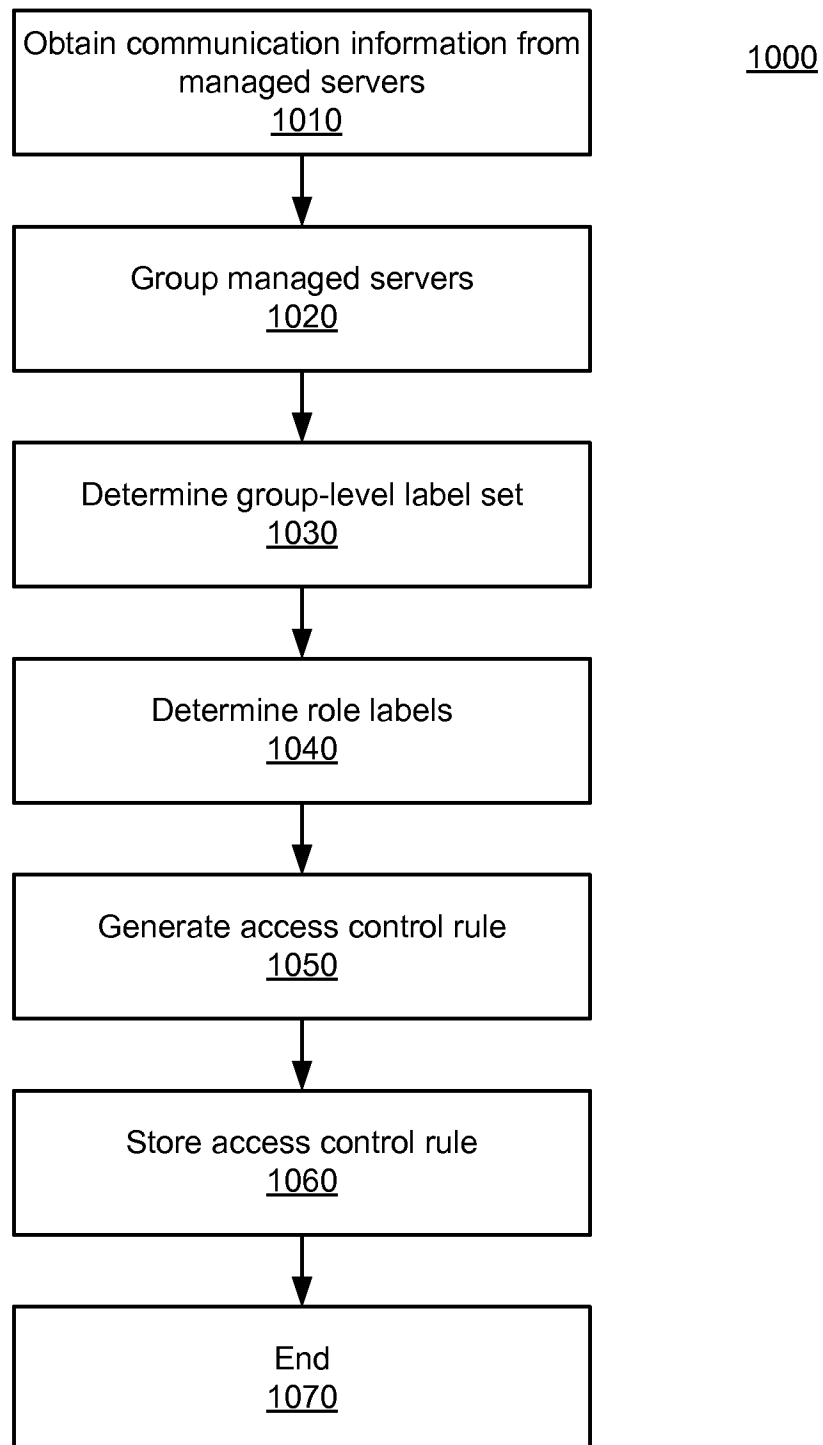 Obtain communication information from
managed servers
1010
1000
Group managed servers
1020
Determine group-level label set
1030
Determine role labels
1040
Generate access control rule
1050
Store access control rule
1060
End
1070